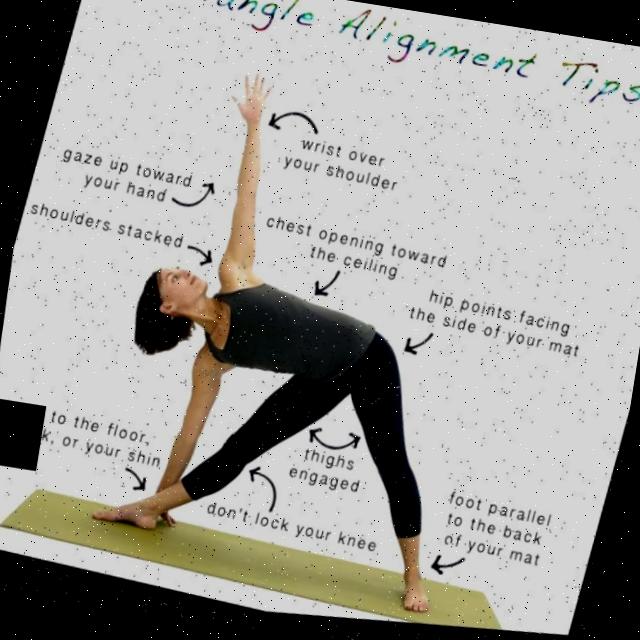 Alignment Tips
wrist over
your shoulder
gaze up toward
your hand
shoulders stacked
chest opening toward
the ceiling
hip points facing
the side of your mat
to the floor,
or your shin
thighs
engaged
don't lock your knee
foot parallel
to the back
of your mat